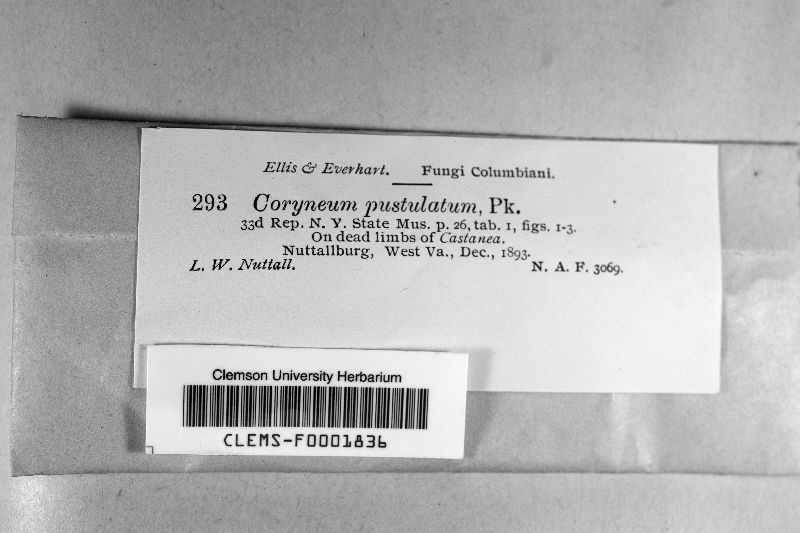 Ellis & Everhart. Fungi Columbiani.
293 Coryneum pustulatum, Pk.
33d Rep. N. Y. State Mus. p. 26, tab. 1, figs. 1-3.
On dead limbs of Castanea.
Nuttallburg, West Va., Dec., 1893.
L. W. Nuttall. N. A. F. 3069.
Clemson University Herbarium
CLEMS-F0001836